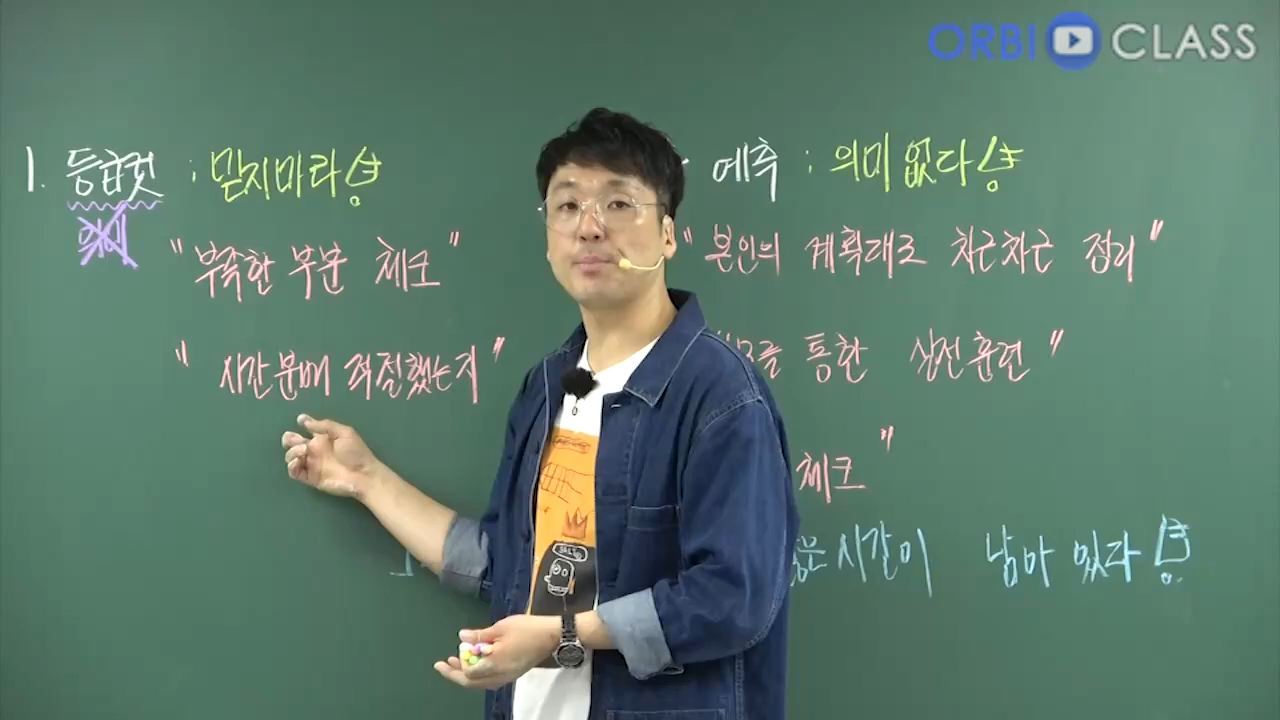 ORBI CLASS
1. 등급컷 : 믿지마라!
의미
"부족한 부분 체크"
"시간 분배 적절했는지"
예측 : 의미 없다!
"본인의 계획대로 차근차근 정리"
통한 실전훈련"
체크"
시간이 남아 있다!